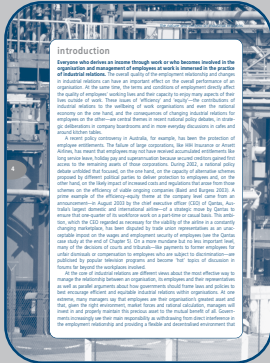 introduction
Everyone who derives an income through work or who becomes involved in the
organisation and management of employees at work is immersed in the practice
of industrial relations. The overall quality of the employment relationship and changes
in industrial relations can have an important effect on the overall performance of an
organisation. At the same time, the terms and conditions of employment directly affect
the quality of employees' working lives and their capacity to enjoy many aspects of their
lives outside of work. These issues of 'efficiency' and 'equity'—the contributions of
industrial relations to the wellbeing of work organisations and even the national
economy on the one hand, and the consequences of changing industrial relations for
employees on the other—are central themes in recent national policy debates, in strate-
gic deliberations in company boardrooms and in more everyday discussions in cafes and
around kitchen tables.
A recent policy controversy in Australia, for example, has been the protection of
employee entitlements. The failure of large corporations, like HIH Insurance or Ansett
Airlines, has meant that employees may not have received accumulated entitlements like
long service leave, holiday pay and superannuation because secured creditors gained first
access to the remaining assets of those corporations. During 2002, a national policy
debate unfolded that focused, on the one hand, on the capacity of alternative schemes
proposed by different political parties to deliver protection to employees and, on the
other hand, on the likely impact of increased costs and regulations that arose from those
schemes on the efficiency of viable ongoing companies (Baird and Burgess 2003). A
prime example of the efficiency–equity theme at the company level came from an
announcement—in August 2003 by the chief executive officer (CEO) of Qantas, Aus-
tralia's largest domestic and international airline—of a strategic move by Qantas to
ensure that one-quarter of its workforce work on a part-time or casual basis. This ambi-
tion, which the CEO regarded as necessary for the viability of the airline in a constantly
changing marketplace, has been disputed by trade union representatives as an unac-
ceptable impact on the wages and employment security of employees (see the Qantas
case study at the end of Chapter 5). On a more mundane but no less important level,
many of the decisions of courts and tribunals—like payments to former employees for
unfair dismissals or compensation to employees who are subject to discrimination—are
published by popular television programs and become 'hot' topics of discussion in
forums far beyond the workplaces involved.
At the core of industrial relations are different views about the most effective way to
manage the relationship between an organisation, its employees and their representatives
as well as parallel arguments about how governments should frame laws and policies to
best encourage efficient and equitable industrial relations within organisations. At one
extreme, many managers say that employees are their organisation's greatest asset and
that, given the right environment, market forces and rational calculation, managers will
invest in and properly maintain this precious asset to the mutual benefit of all. Govern-
ments increasingly see their main responsibility as withdrawing from direct interference in
the employment relationship and providing a flexible and decentralised environment that